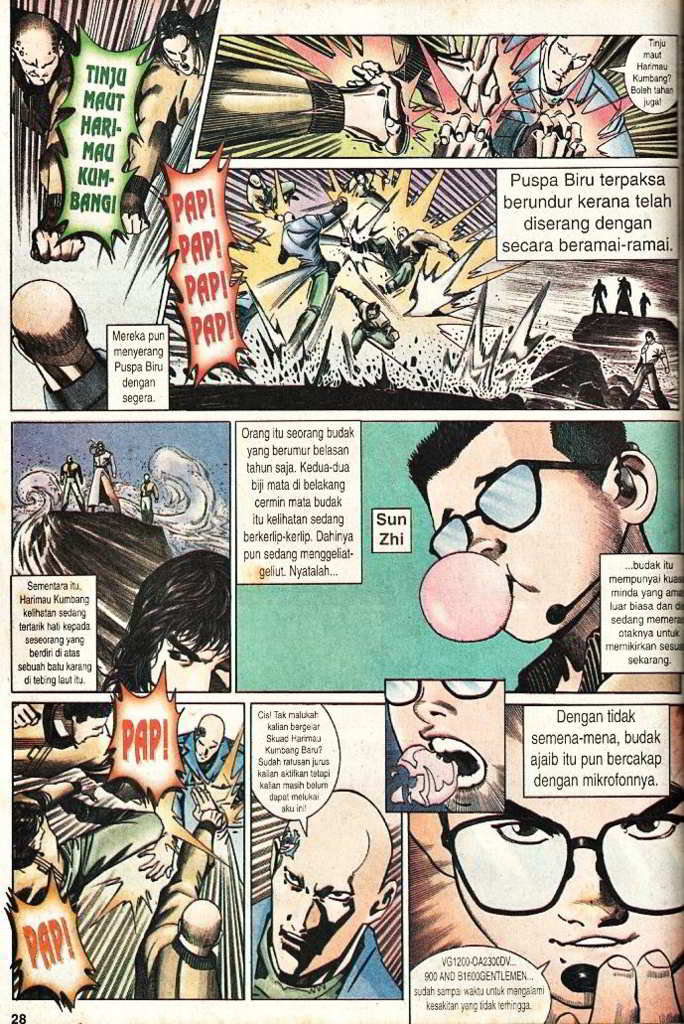 TINJU
MAUT
HARI-
MAU
KUM-
BANG!
Tinju
maut
Harimau
Kumbang?
Boleh tahan
juga!
PAP!
PAP!
PAP!
PAP!
Puspa Biru terpaksa
berundur kerana telah
diserang dengan
secara beramai-ramai.
Mereka pun
menyerang
Puspa Biru
dengan
segera.
Sementara itu,
Harimau Kumbang
kelihatan sedang
tertarik hati kepada
seseorang yang
berdiri di atas
sebuah batu karang
di tebing laut itu.
Orang itu seorang budak
yang berumur belasan
tahun saja. Kedua-dua
biji mata di belakang
cermin mata budak
itu kelihatan sedang
berkerlip-kerlip. Dahinya
pun sedang menggeliat-
geliut. Nyatalah...
Sun
Zhi
...budak itu
mempunyai
minda yang
luar biasa dan
sedang
otaknya untuk
memikirkan
sekarang.
PAP!
PAP!
Cis! Tak malukah
kalian bergelar
Skuad Harimau
Kumbang Baru?
Sudah ratusan jurus
kalian aktifkan tetapi
kalian masih belum
dapat melukai
aku ini!
Dengan tidak
semena-mena, budak
ajaib itu pun bercakap
dengan mikrofonnya.
VG1200-OA2300DV...
900 AND B1600GENTLEMEN...
sudah sampai waktu untuk mengalami
kesakitan yang tidak terhingga.
28